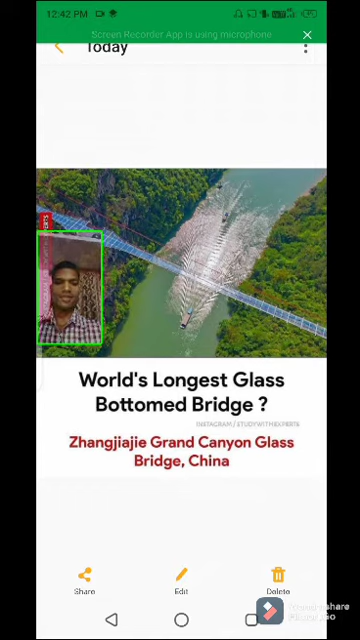 12:42 PM
Screen Recorder App is using microphone
Today
World's Longest Glass
Bottomed Bridge ?
INSTAGRAM / STUDYWITHEXPERTS
Zhangjiajie Grand Canyon Glass
Bridge, China
Share
Edit
Delete